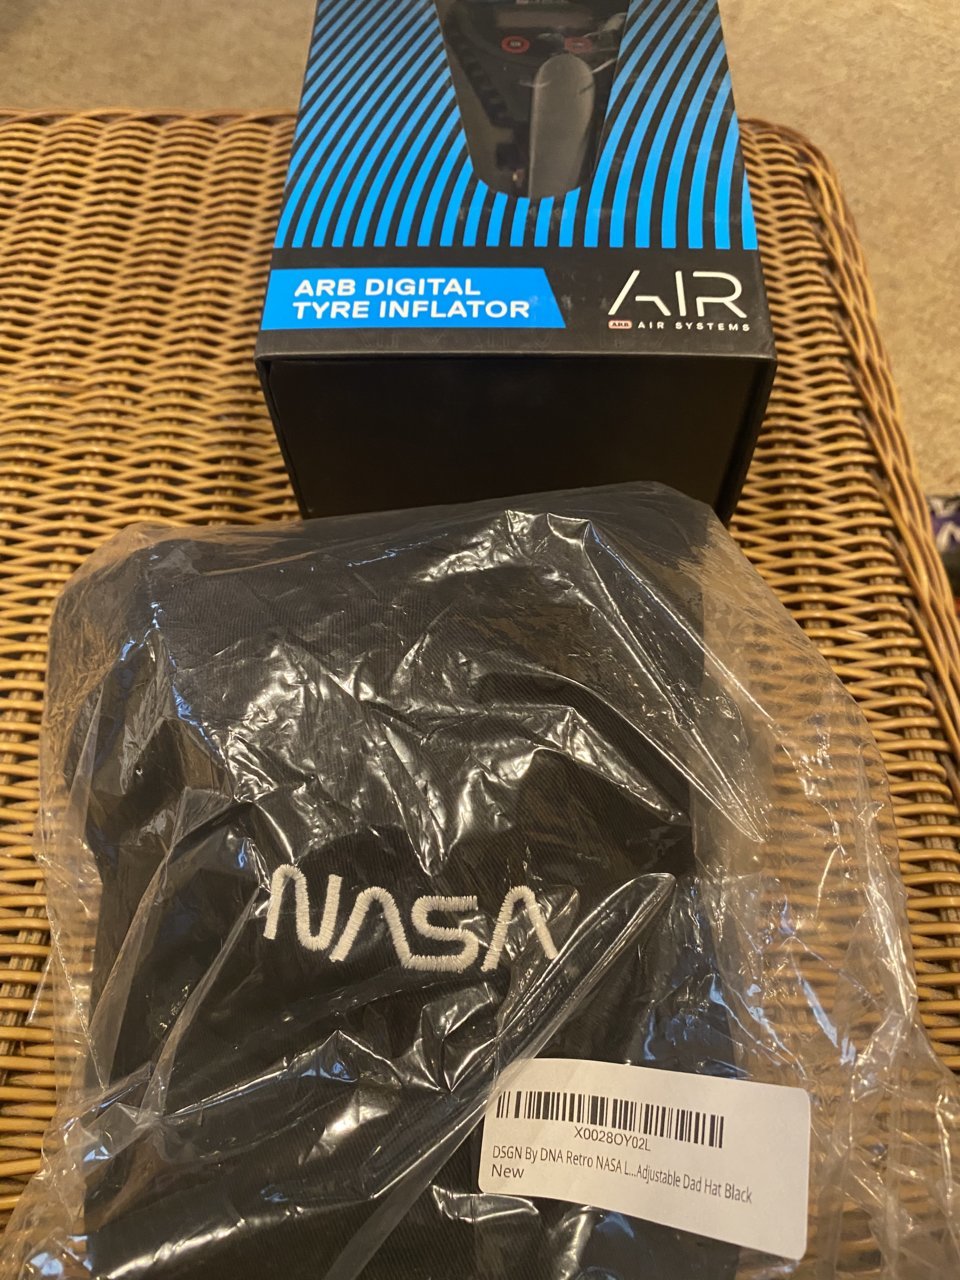 ARB DIGITAL
TYRE INFLATOR
AIR
ARB AIR SYSTEMS
NASA
X0028OY02L
DSGN By DNA Retro NASA L...Adjustable Dad Hat Black
New